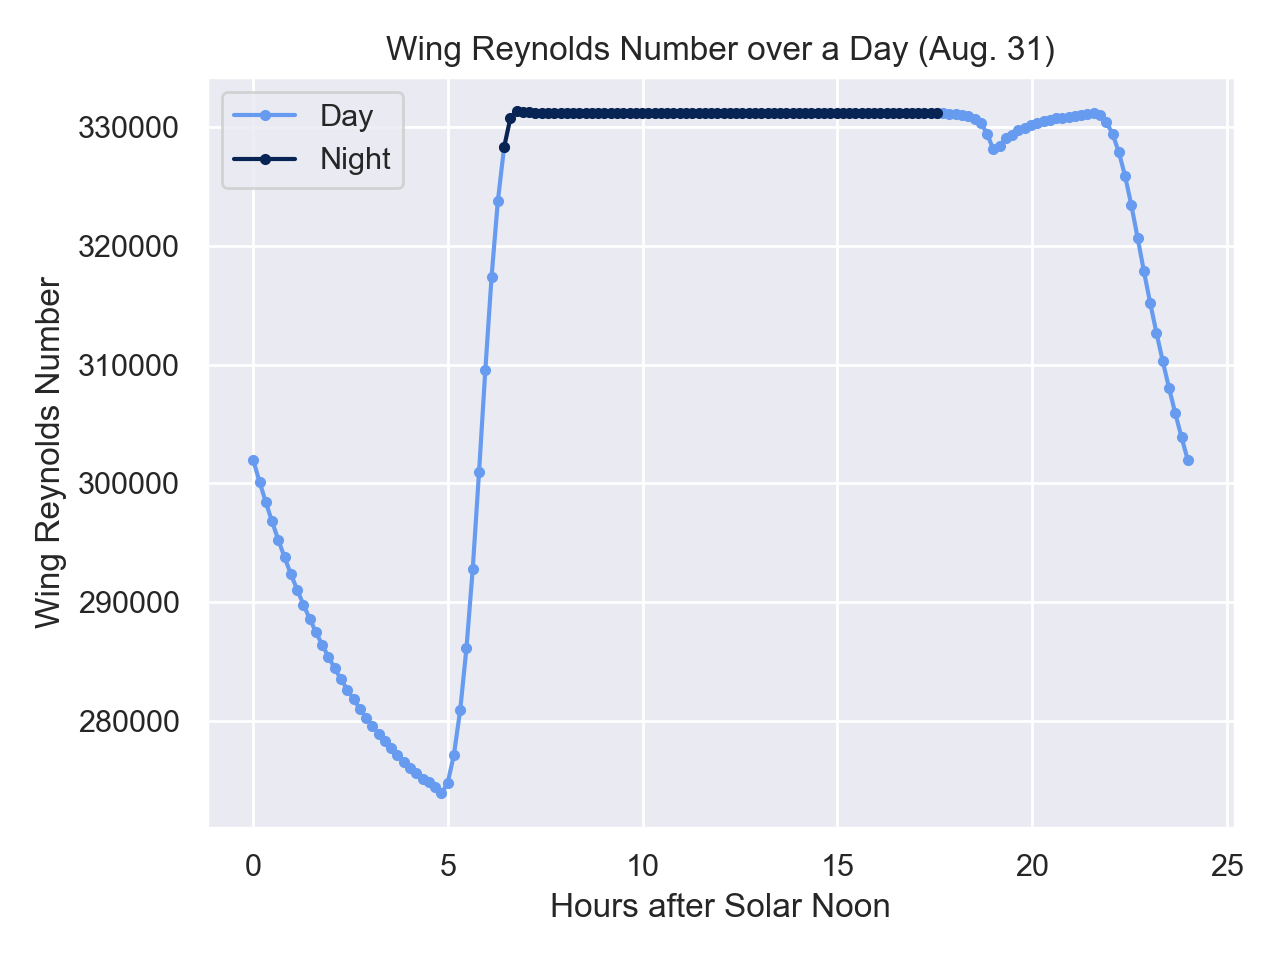 Wing Reynolds Number over a Day (Aug. 31)
Day
Night
330000
320000
310000
300000
290000
280000
Wing Reynolds Number
0 5 10 15 20 25
Hours after Solar Noon